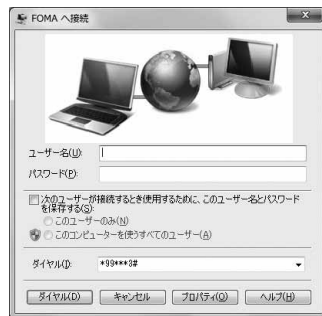 FOMA へ接続
ユーザー名(U):
パスワード(P):
次のユーザーが接続するとき使用するために、このユーザー名とパスワード
を保存する(S):
このユーザーのみ(N)
このコンピューターを使うすべてのユーザー(A)
ダイヤル(I): *99***3#
ダイヤル(D) キャンセル プロパティ(O) ヘルプ(H)